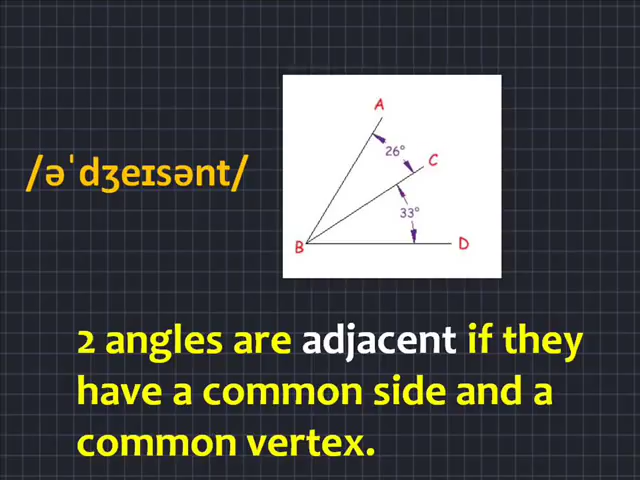 A
26°
C
/əˈdʒeɪsənt/
33°
B
D
2 angles are adjacent if they
have a common side and a
common vertex.